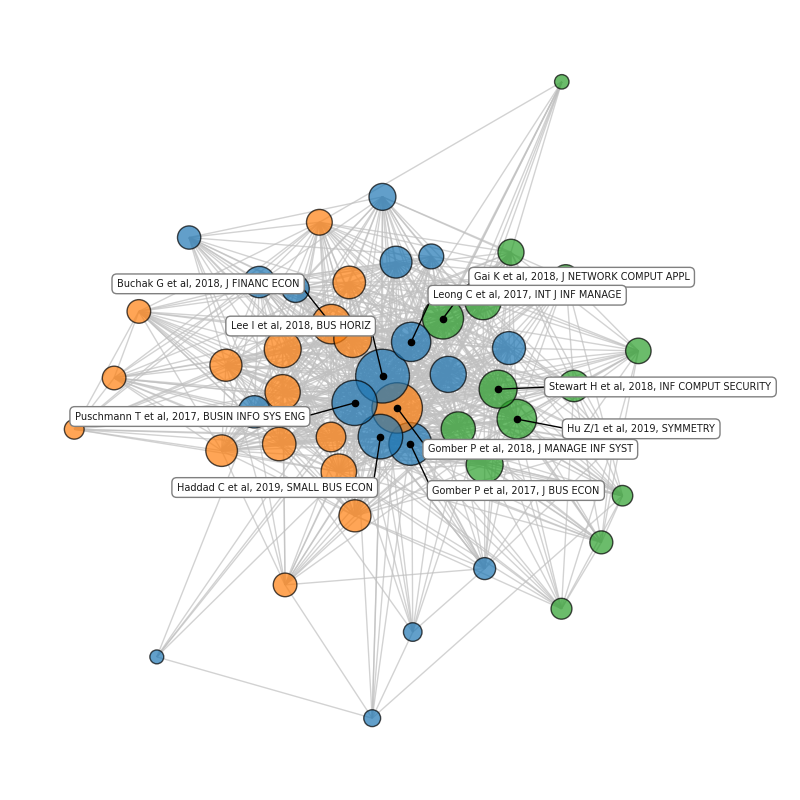 Gai K et al, 2018, J NETWORK COMPUT APPL
Buchak G et al, 2018, J FINANC ECON
Leong C et al, 2017, INT J INF MANAGE
Lee I et al, 2018, BUS HORIZ
Stewart H et al, 2018, INF COMPUT SECURITY
Puschmann T et al, 2017, BUSIN INFO SYS ENG
Hu Z/1 et al, 2019, SYMMETRY
Gomber P et al, 2018, J MANAGE INF SYST
Haddad C et al, 2019, SMALL BUS ECON
Gomber P et al, 2017, J BUS ECON